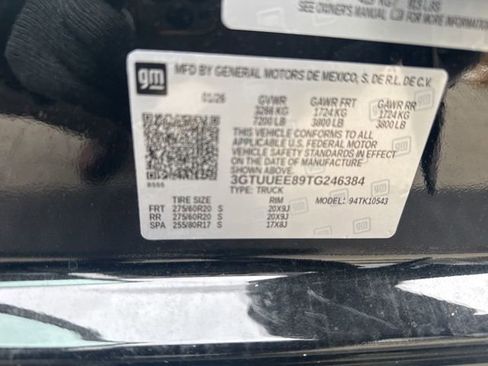 815 LBS
SEE OWNER'S MANUAL FOR
gm
MFD BY GENERAL MOTORS DE MEXICO, S. DE R.L. DE C.V.
01/26 GVWR GAWR FRT GAWR RR
3266 KG 1724 KG 1724 KG
7200 LB 3800 LB 3800 LB
THIS VEHICLE CONFORMS TO ALL
APPLICABLE U.S. FEDERAL MOTOR
VEHICLE SAFETY STANDARDS IN EFFECT ON
THE DATE OF MANUFACTURE SHOWN ABOVE.
3GTUUEE89TG246384
TYPE: TRUCK
TIRE SIZE RIM MODEL: 94TK10543
FRT 275/60R20 S 20X9J
RR 275/60R20 S 20X9J
SPA 255/80R17 S 17X8J